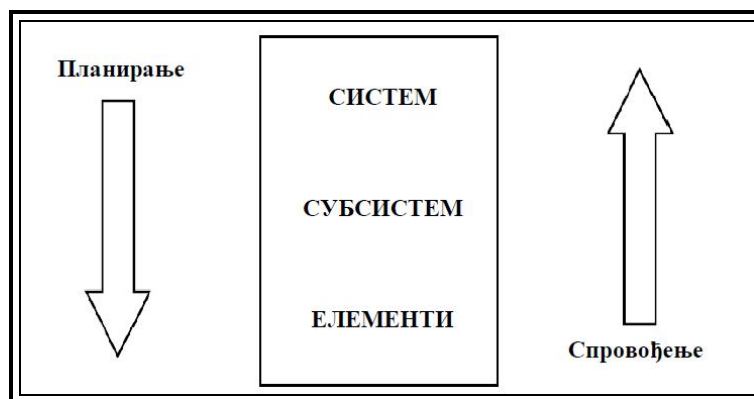 Планирање
СИСТЕМ
СУБСИСТЕМ
ЕЛЕМЕНТИ
Спровођење